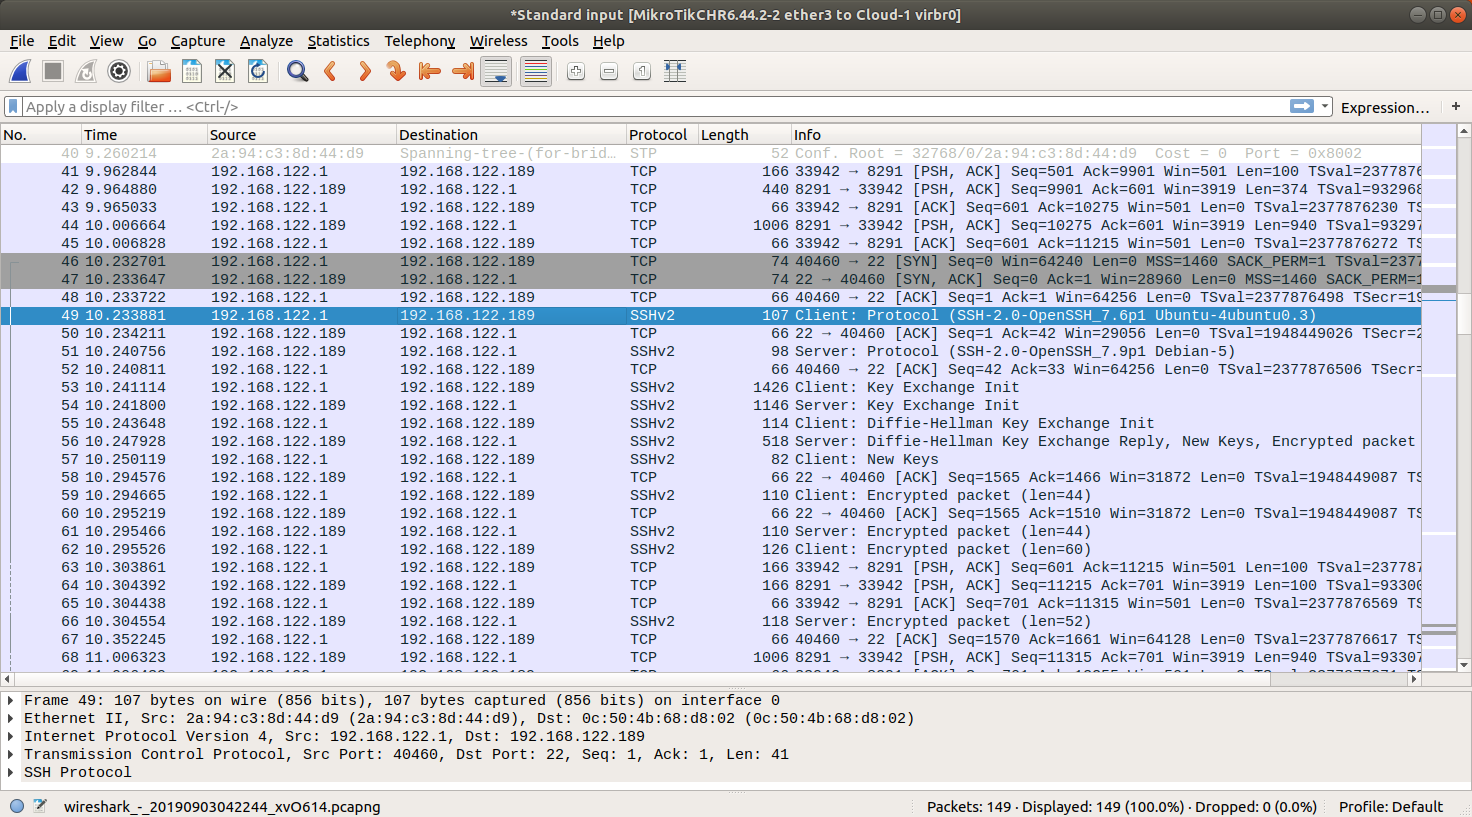 *Standard input [MikroTikCHR6.44.2-2 ether3 to Cloud-1 virbr0]
File Edit View Go Capture Analyze Statistics Telephony Wireless Tools Help
Apply a display filter … <Ctrl-/> Expression… +
No. Time Source Destination Protocol Length Info
40 9.260214 2a:94:c3:8d:44:d9 Spanning-tree-(for-brid… STP 52 Conf. Root = 32768/0/2a:94:c3:8d:44:d9 Cost = 0 Port = 0x8002
41 9.962844 192.168.122.1 192.168.122.189 TCP 166 33942 → 8291 [PSH, ACK] Seq=501 Ack=9901 Win=501 Len=100 TSval=2377876
42 9.964880 192.168.122.189 192.168.122.1 TCP 440 8291 → 33942 [PSH, ACK] Seq=9901 Ack=601 Win=3919 Len=374 TSval=932968
43 9.965033 192.168.122.1 192.168.122.189 TCP 66 33942 → 8291 [ACK] Seq=601 Ack=10275 Win=501 Len=0 TSval=2377876230 TS
44 10.006664 192.168.122.189 192.168.122.1 TCP 1006 8291 → 33942 [PSH, ACK] Seq=10275 Ack=601 Win=3919 Len=940 TSval=93297
45 10.006828 192.168.122.1 192.168.122.189 TCP 66 33942 → 8291 [ACK] Seq=601 Ack=11215 Win=501 Len=0 TSval=2377876272 TS
46 10.232701 192.168.122.1 192.168.122.189 TCP 74 40460 → 22 [SYN] Seq=0 Win=64240 Len=0 MSS=1460 SACK_PERM=1 TSval=2377
47 10.233647 192.168.122.189 192.168.122.1 TCP 74 22 → 40460 [SYN, ACK] Seq=0 Ack=1 Win=28960 Len=0 MSS=1460 SACK_PERM=1
48 10.233722 192.168.122.1 192.168.122.189 TCP 66 40460 → 22 [ACK] Seq=1 Ack=1 Win=64256 Len=0 TSval=2377876498 TSecr=19
49 10.233881 192.168.122.1 192.168.122.189 SSHv2 107 Client: Protocol (SSH-2.0-OpenSSH_7.6p1 Ubuntu-4ubuntu0.3)
50 10.234211 192.168.122.189 192.168.122.1 TCP 66 22 → 40460 [ACK] Seq=1 Ack=42 Win=29056 Len=0 TSval=1948449026 TSecr=2
51 10.240756 192.168.122.189 192.168.122.1 SSHv2 98 Server: Protocol (SSH-2.0-OpenSSH_7.9p1 Debian-5)
52 10.240811 192.168.122.1 192.168.122.189 TCP 66 40460 → 22 [ACK] Seq=42 Ack=33 Win=64256 Len=0 TSval=2377876506 TSecr=
53 10.241114 192.168.122.1 192.168.122.189 SSHv2 1426 Client: Key Exchange Init
54 10.241800 192.168.122.189 192.168.122.1 SSHv2 1146 Server: Key Exchange Init
55 10.243648 192.168.122.1 192.168.122.189 SSHv2 114 Client: Diffie-Hellman Key Exchange Init
56 10.247928 192.168.122.189 192.168.122.1 SSHv2 518 Server: Diffie-Hellman Key Exchange Reply, New Keys, Encrypted packet
57 10.250119 192.168.122.1 192.168.122.189 SSHv2 82 Client: New Keys
58 10.294576 192.168.122.189 192.168.122.1 TCP 66 22 → 40460 [ACK] Seq=1565 Ack=1466 Win=31872 Len=0 TSval=1948449087 TS
59 10.294665 192.168.122.1 192.168.122.189 SSHv2 110 Client: Encrypted packet (len=44)
60 10.295219 192.168.122.189 192.168.122.1 TCP 66 22 → 40460 [ACK] Seq=1565 Ack=1510 Win=31872 Len=0 TSval=1948449087 TS
61 10.295466 192.168.122.189 192.168.122.1 SSHv2 110 Server: Encrypted packet (len=44)
62 10.295526 192.168.122.1 192.168.122.189 SSHv2 126 Client: Encrypted packet (len=60)
63 10.303861 192.168.122.1 192.168.122.189 TCP 166 33942 → 8291 [PSH, ACK] Seq=601 Ack=11215 Win=501 Len=100 TSval=237787
64 10.304392 192.168.122.189 192.168.122.1 TCP 166 8291 → 33942 [PSH, ACK] Seq=11215 Ack=701 Win=3919 Len=100 TSval=93300
65 10.304438 192.168.122.1 192.168.122.189 TCP 66 33942 → 8291 [ACK] Seq=701 Ack=11315 Win=501 Len=0 TSval=2377876569 TS
66 10.304554 192.168.122.189 192.168.122.1 SSHv2 118 Server: Encrypted packet (len=52)
67 10.352245 192.168.122.1 192.168.122.189 TCP 66 40460 → 22 [ACK] Seq=1570 Ack=1661 Win=64128 Len=0 TSval=2377876617 TS
68 11.006323 192.168.122.189 192.168.122.1 TCP 1006 8291 → 33942 [PSH, ACK] Seq=11315 Ack=701 Win=3919 Len=940 TSval=93307
Frame 49: 107 bytes on wire (856 bits), 107 bytes captured (856 bits) on interface 0
Ethernet II, Src: 2a:94:c3:8d:44:d9 (2a:94:c3:8d:44:d9), Dst: 0c:50:4b:68:d8:02 (0c:50:4b:68:d8:02)
Internet Protocol Version 4, Src: 192.168.122.1, Dst: 192.168.122.189
Transmission Control Protocol, Src Port: 40460, Dst Port: 22, Seq: 1, Ack: 1, Len: 41
SSH Protocol
wireshark_-_20190903042244_xvO614.pcapng Packets: 149 · Displayed: 149 (100.0%) · Dropped: 0 (0.0%) Profile: Default